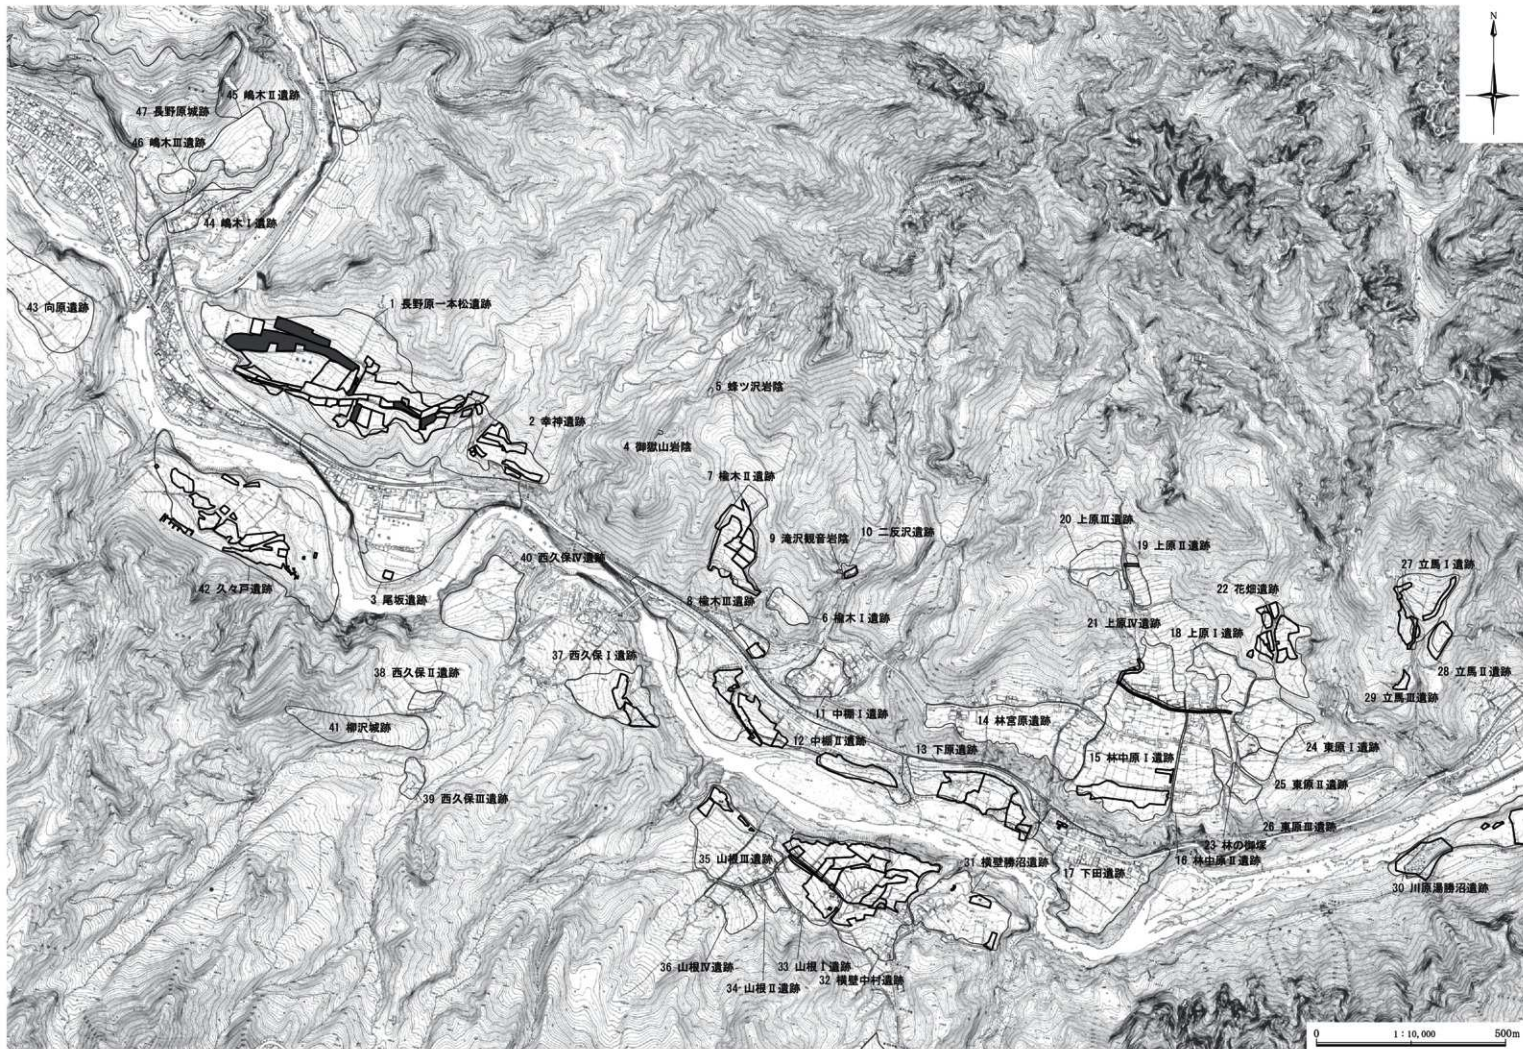 N
45 嶋木Ⅱ遺跡
47 長野原城跡
46 嶋木Ⅲ遺跡
44 嶋木Ⅰ遺跡
43 向原遺跡
1 長野原一本松遺跡
5 蜂ツ沢岩陰
2 幸神遺跡
4 御嶽山岩陰
7 楡木Ⅱ遺跡
9 滝沢観音岩陰
10 二反沢遺跡
20 上原Ⅲ遺跡
19 上原Ⅱ遺跡
27 立馬Ⅰ遺跡
40 西久保Ⅳ遺跡
42 久々戸遺跡
3 尾坂遺跡
8 楡木Ⅲ遺跡
6 楡木Ⅰ遺跡
22 花畑遺跡
21 上原Ⅳ遺跡
18 上原Ⅰ遺跡
37 西久保Ⅰ遺跡
38 西久保Ⅱ遺跡
28 立馬Ⅱ遺跡
29 立馬Ⅲ遺跡
41 柳沢城跡
11 中棚Ⅰ遺跡
14 林宮原遺跡
12 中棚Ⅱ遺跡
13 下原遺跡
24 東原Ⅰ遺跡
15 林中原Ⅰ遺跡
25 東原Ⅱ遺跡
39 西久保Ⅲ遺跡
26 東原Ⅲ遺跡
23 林の御塚
35 山根Ⅲ遺跡
31 横壁勝沼遺跡
16 林中原Ⅱ遺跡
17 下田遺跡
30 川原湯勝沼遺跡
36 山根Ⅳ遺跡
33 山根Ⅰ遺跡
32 横壁中村遺跡
34 山根Ⅱ遺跡
0 1：10,000 500m